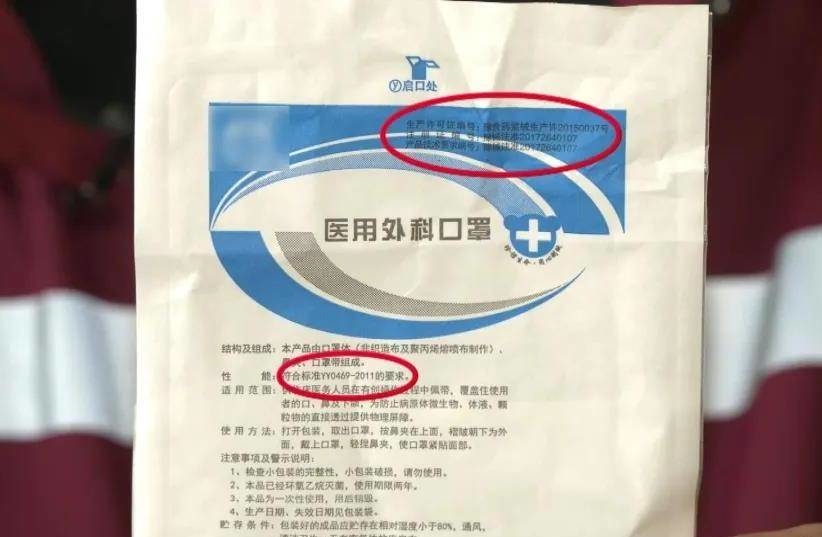 Ⓨ启口处
生产许可证编号：豫食药监械生产许20150037号
注册证编号：豫械注准20172640107
产品技术要求编号：豫械注准20172640107
医用外科口罩
结构及组成：本产品由口罩体（非织造布及聚丙烯熔喷布制作）、
鼻夹、口罩带组成。
性 能：符合标准YY0469-2011的要求。
适用范围：供临床医务人员在有创操作过程中佩带，覆盖住使用
者的口、鼻及下颌，为防止病原体微生物、体液、颗
粒物的直接透过提供物理屏障。
使用方法：打开包装，取出口罩，按鼻夹在上面，褶皱朝下为外
面，戴上口罩，轻捏鼻夹，使口罩紧贴面部。
注意事项及警示说明：
1、检查小包装的完整性，小包装破损，请勿使用。
2、本品已经环氧乙烷灭菌，使用期限两年。
3、本品为一次性使用，用后销毁。
4、生产日期、失效日期见包装袋。
贮存条件：包装好的成品应贮存在相对湿度小于80%，通风，